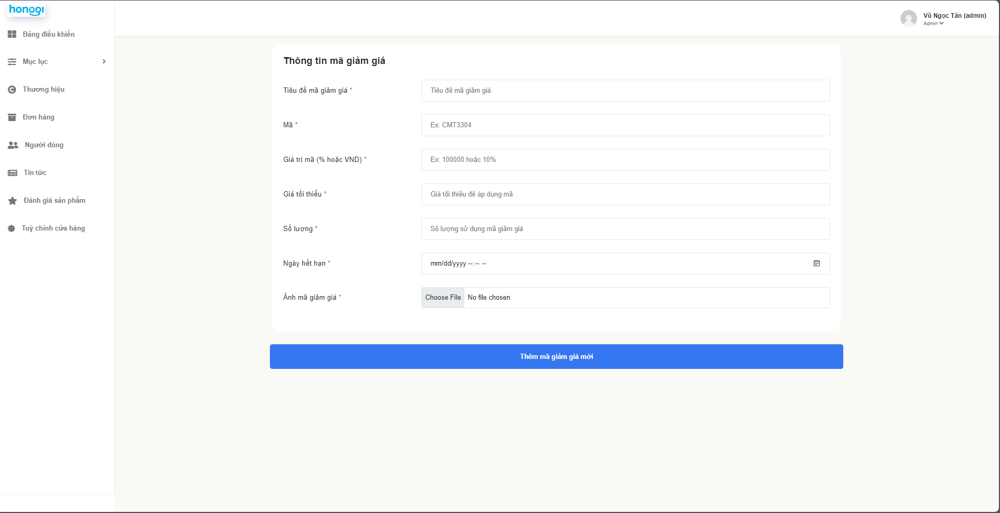 honqqi
Vũ Ngọc Tân (admin)
Admin
Bảng điều khiển
Mục lục
Thương hiệu
Đơn hàng
Người dùng
Tin tức
Đánh giá sản phẩm
Tuỳ chỉnh cửa hàng
Thông tin mã giảm giá
Tiêu đề mã giảm giá *
Tiêu đề mã giảm giá
Mã *
Ex: CMT3304
Giá trị mã (% hoặc VND) *
Ex: 100000 hoặc 10%
Giá tối thiểu *
Giá tối thiểu để áp dụng mã
Số lượng *
Số lượng sử dụng mã giảm giá
Ngày hết hạn *
mm/dd/yyyy --:-- --
Ảnh mã giảm giá *
Choose File No file chosen
Thêm mã giảm giá mới